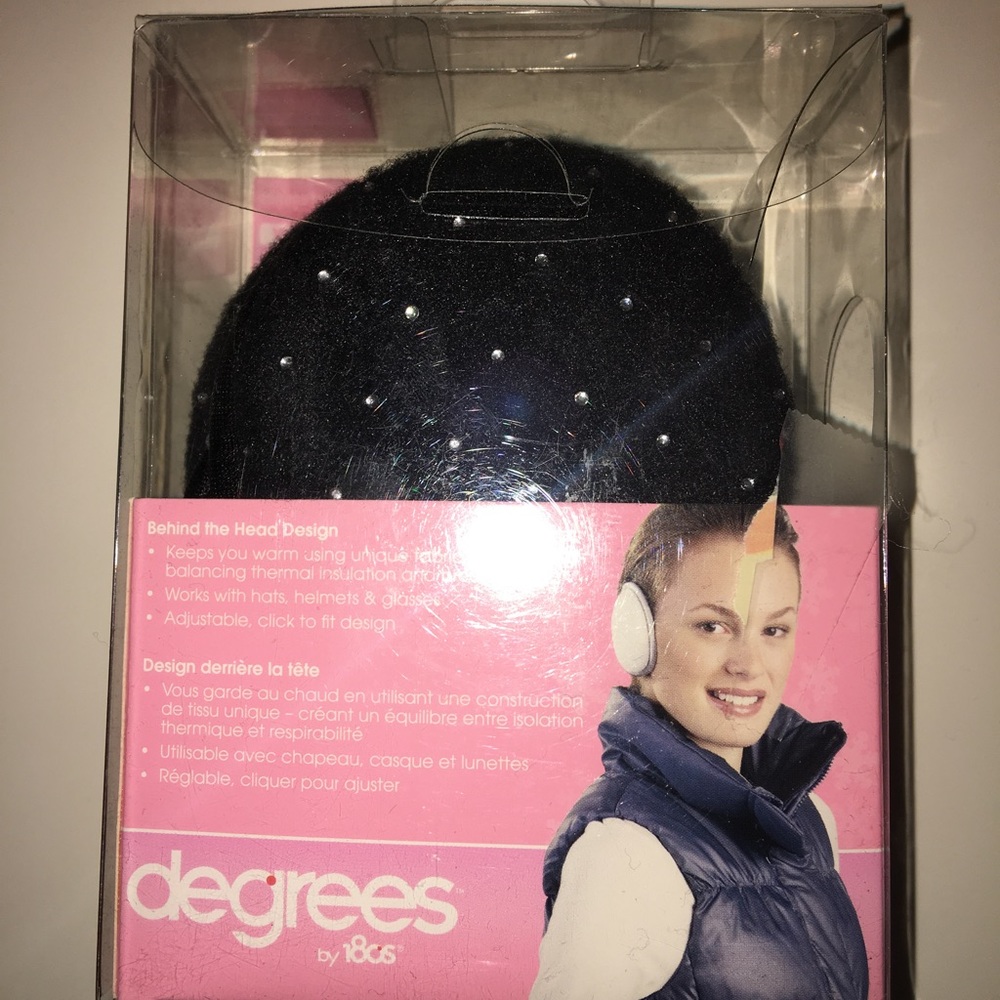 Behind the Head Design
• Keeps you warm using unique
balancing thermal insulation
• Works with hats, helmets & glasses
• Adjustable, click to fit design
Design derrière la tête
• Vous garde au chaud en utilisant une construction
de tissu unique – créant un équilibre entre isolation
thermique et respirabilité
• Utilisable avec chapeau, casque et lunettes
• Réglable, cliquer pour ajuster
degrees™
by 180s®